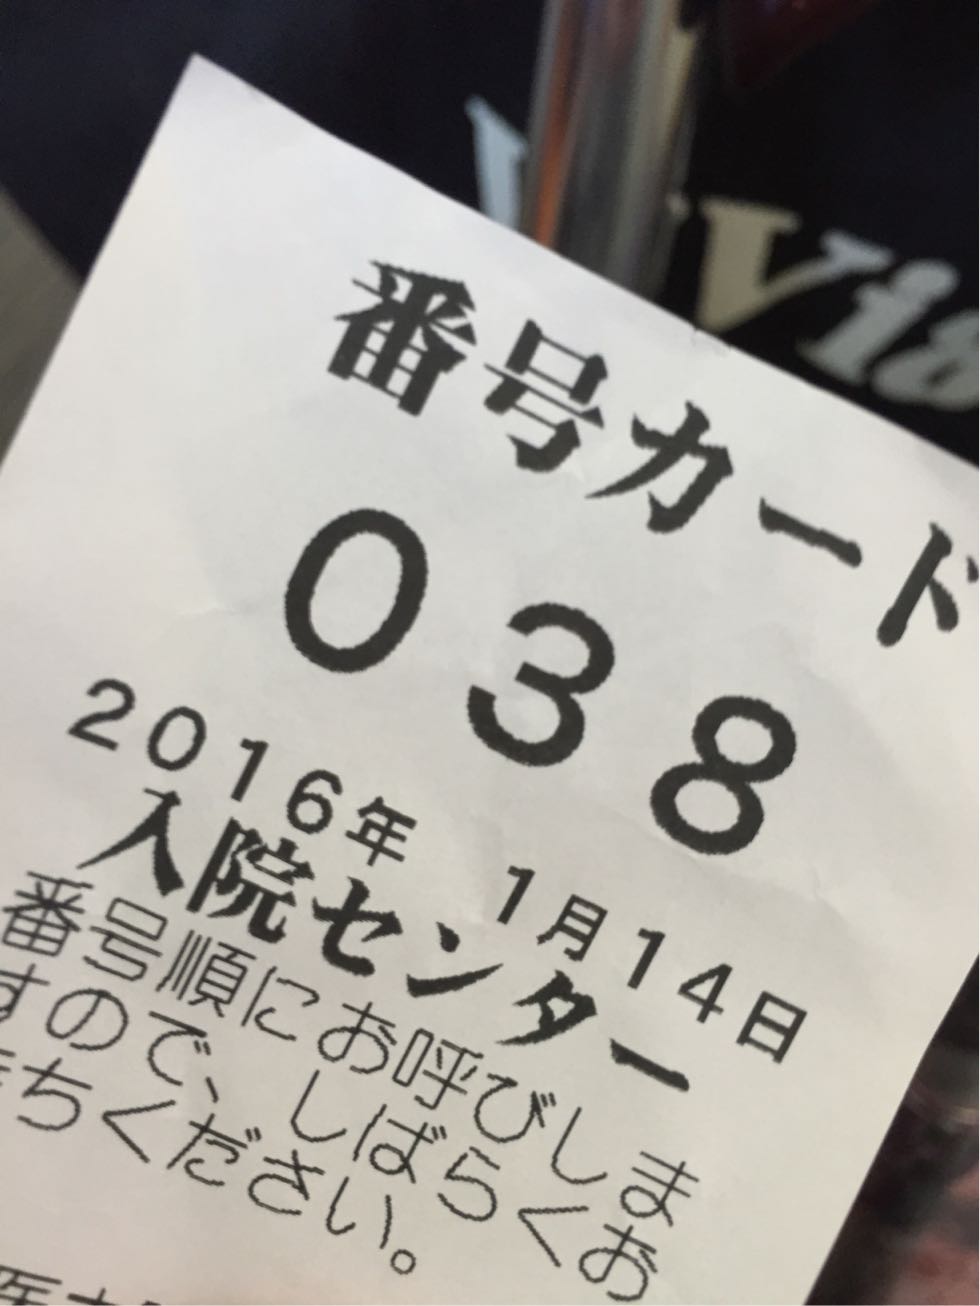 番号カード
038
2016年 1月14日
入院センター
番号順にお呼びしま
すので、しばらくお
待ちください。